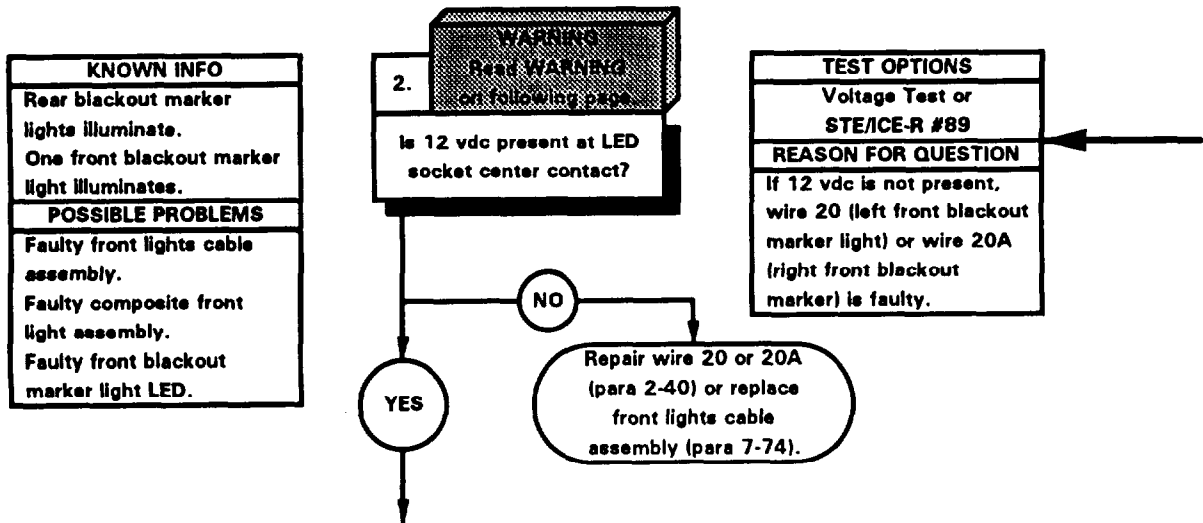 KNOWN INFO
Rear blackout marker
lights illuminate.
One front blackout marker
light illuminates.
POSSIBLE PROBLEMS
Faulty front lights cable
assembly.
Faulty composite front
light assembly.
Faulty front blackout
marker light LED.
WARNING
Read WARNING
on following page.
2.
Is 12 vdc present at LED
socket center contact?
TEST OPTIONS
Voltage Test or
STE/ICE-R #89
REASON FOR QUESTION
If 12 vdc is not present,
wire 20 (left front blackout
marker light) or wire 20A
(right front blackout
marker) is faulty.
NO
YES
Repair wire 20 or 20A
(para 2-40) or replace
front lights cable
assembly (para 7-74).